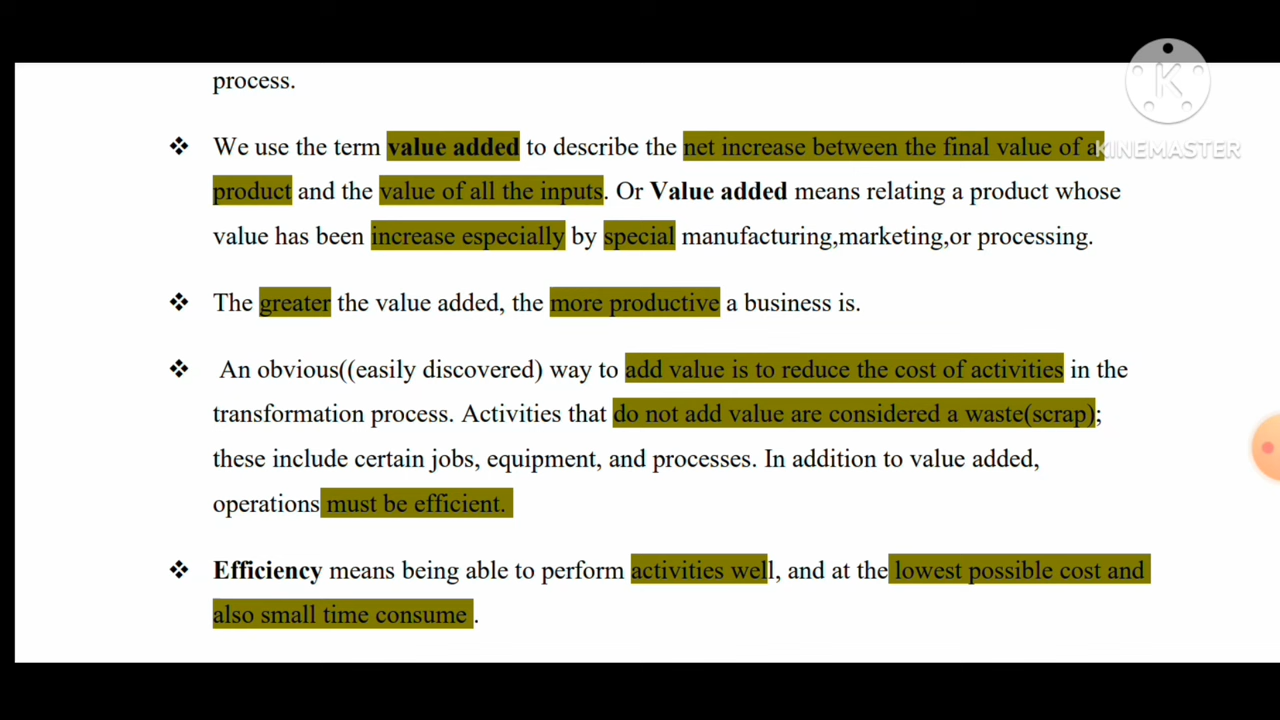 process.
❖ We use the term value added to describe the net increase between the final value of a
product and the value of all the inputs. Or Value added means relating a product whose
value has been increase especially by special manufacturing,marketing,or processing.
❖ The greater the value added, the more productive a business is.
❖ An obvious((easily discovered) way to add value is to reduce the cost of activities in the
transformation process. Activities that do not add value are considered a waste(scrap);
these include certain jobs, equipment, and processes. In addition to value added,
operations must be efficient.
❖ Efficiency means being able to perform activities well, and at the lowest possible cost and
also small time consume .
K
KINEMASTER